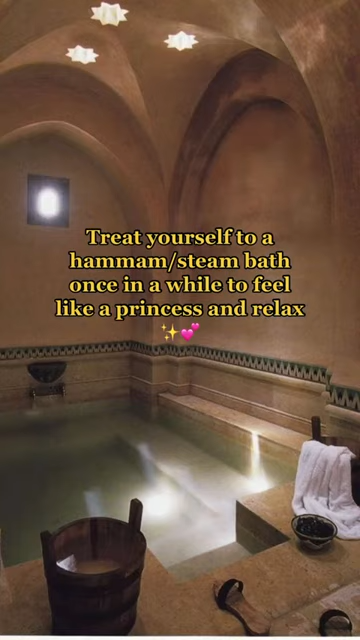 Treat yourself to a
hammam/steam bath
once in a while to feel
like a princess and relax
✨💕